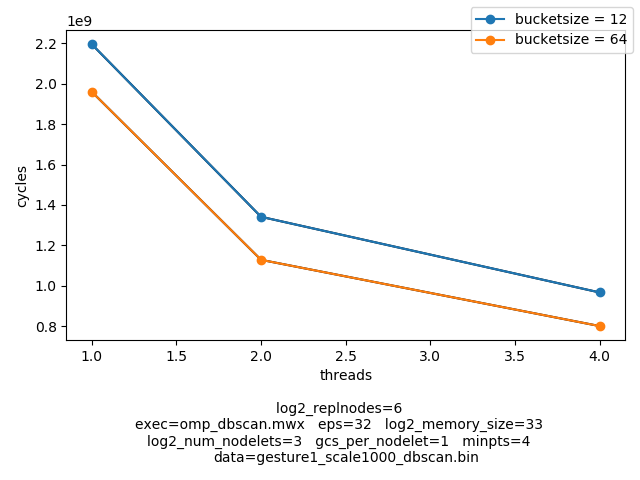 1e9
bucketsize = 12
bucketsize = 64
2.2
2.0
1.8
1.6
1.4
1.2
1.0
0.8
cycles
1.0 1.5 2.0 2.5 3.0 3.5 4.0
threads
log2_replnodes=6
exec=omp_dbscan.mwx eps=32 log2_memory_size=33
log2_num_nodelets=3 gcs_per_nodelet=1 minpts=4
data=gesture1_scale1000_dbscan.bin